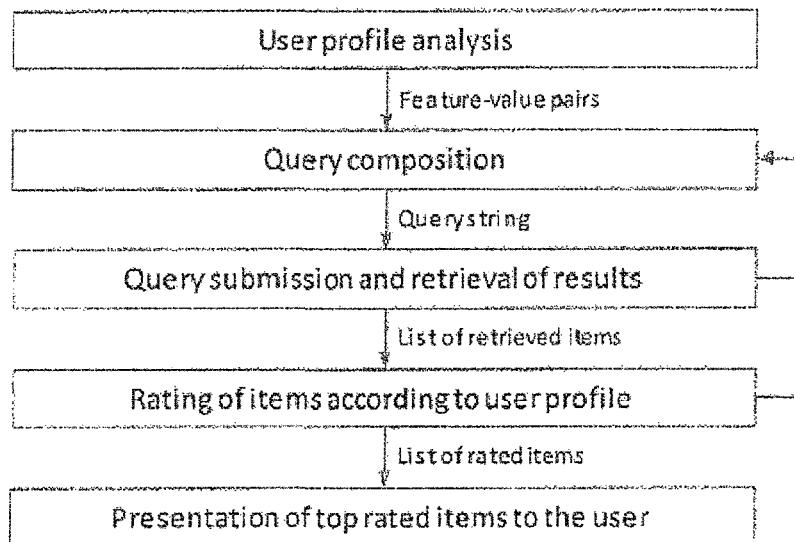 User profile analysis
Feature-value pairs
Query composition
Query string
Query submission and retrieval of results
List of retrieved items
Rating of items according to user profile
List of rated items
Presentation of top rated items to the user